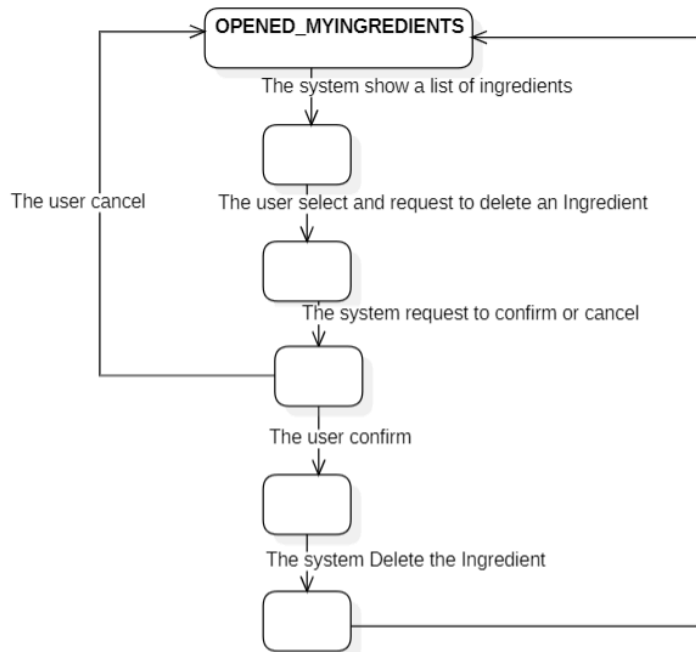 OPENED_MYINGREDIENTS
The system show a list of ingredients
The user cancel
The user select and request to delete an Ingredient
The system request to confirm or cancel
The user confirm
The system Delete the Ingredient